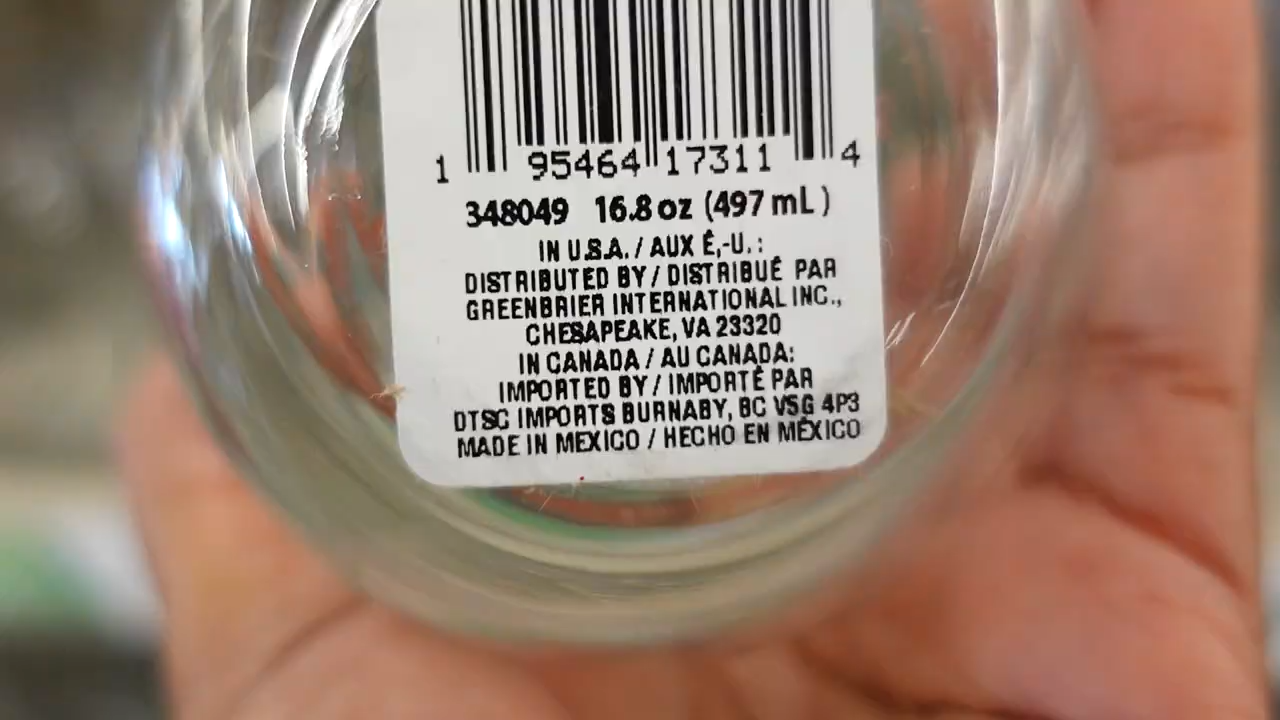 1 95464 17311 4
348049 16.8 oz (497 mL)
IN U.S.A. / AUX É,-U. :
DISTRIBUTED BY / DISTRIBUÉ PAR
GREENBRIER INTERNATIONAL INC.,
CHESAPEAKE, VA 23320
IN CANADA / AU CANADA:
IMPORTED BY / IMPORTÉ PAR
DTSC IMPORTS BURNABY, BC V5G 4P3
MADE IN MEXICO / HECHO EN MÉXICO